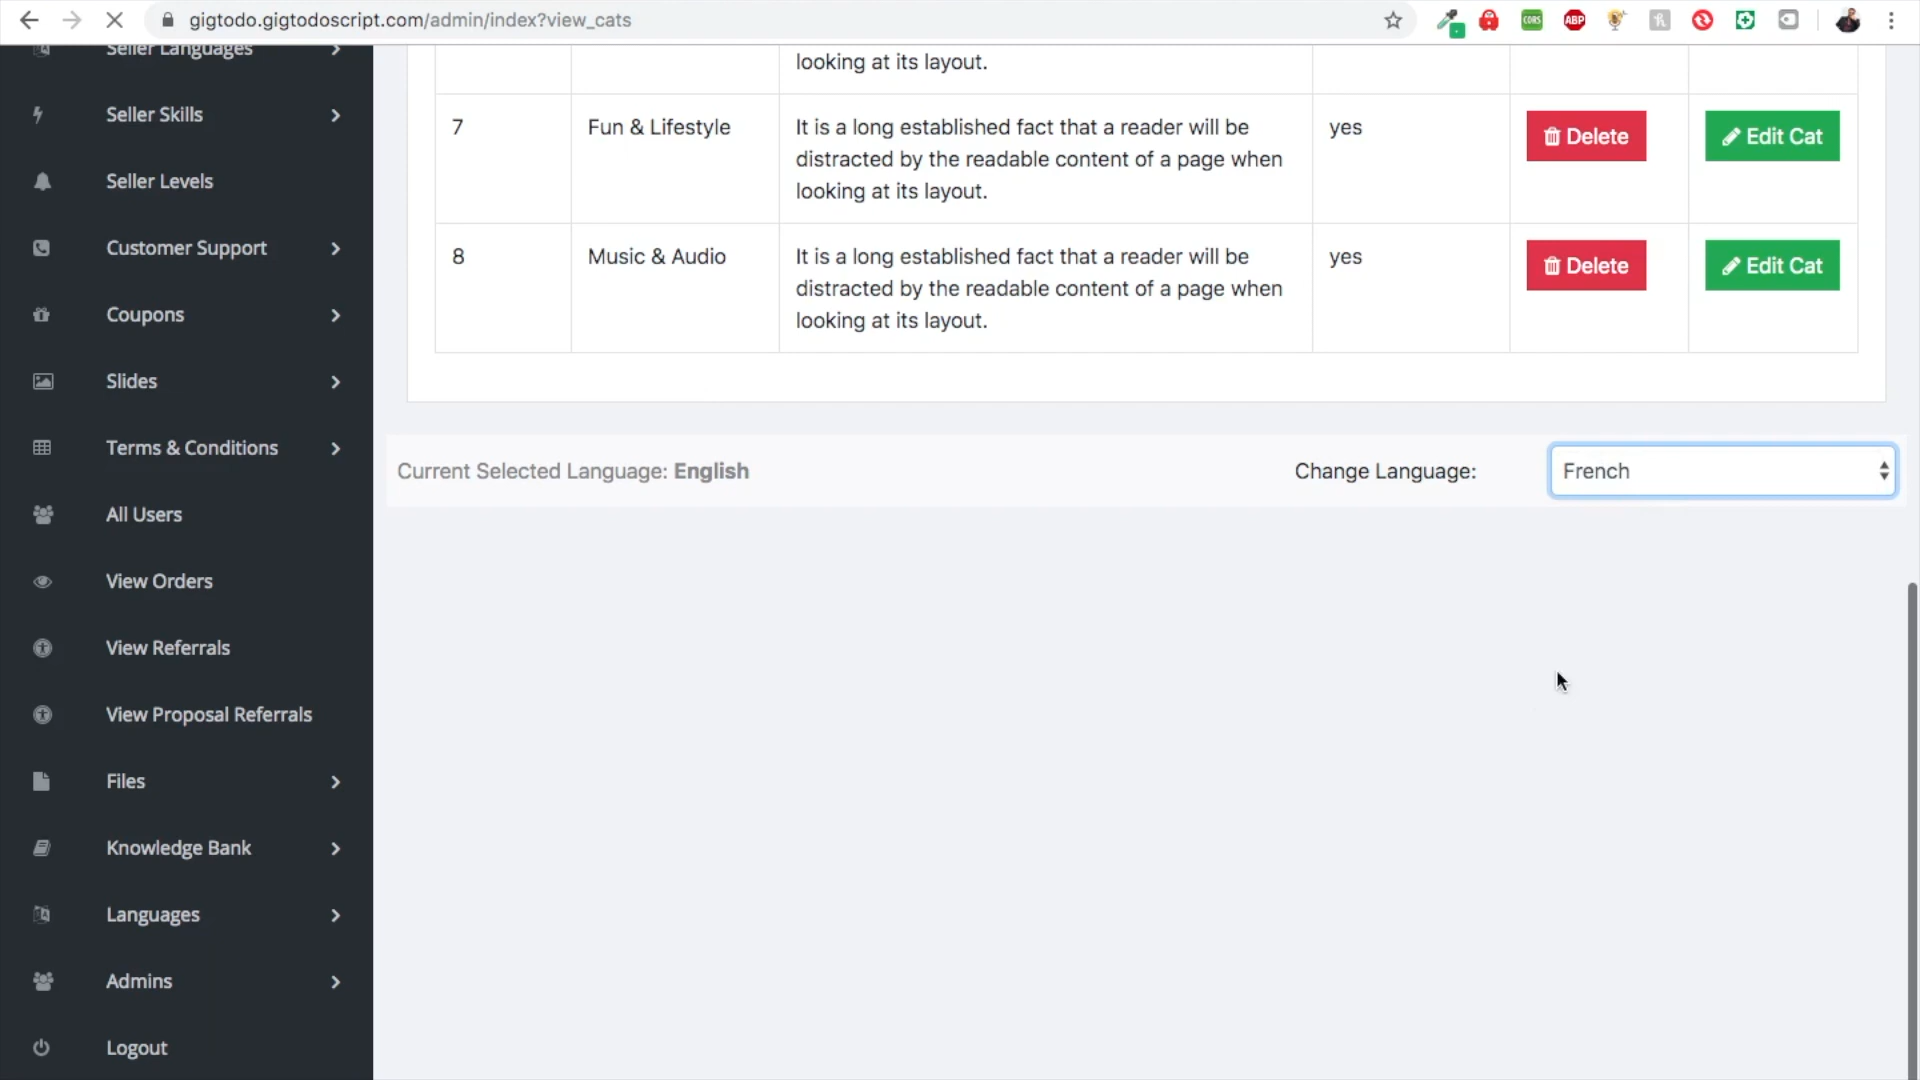 gigtodo.gigtodoscript.com/admin/index?view_cats
CORS
ABP
Seller Languages
Seller Skills
Seller Levels
Customer Support
Coupons
Slides
Terms & Conditions
All Users
View Orders
View Referrals
View Proposal Referrals
Files
Knowledge Bank
Languages
Admins
Logout
looking at its layout.
7 Fun & Lifestyle It is a long established fact that a reader will be yes Delete Edit Cat
distracted by the readable content of a page when
looking at its layout.
8 Music & Audio It is a long established fact that a reader will be yes Delete Edit Cat
distracted by the readable content of a page when
looking at its layout.
Current Selected Language: English Change Language: French